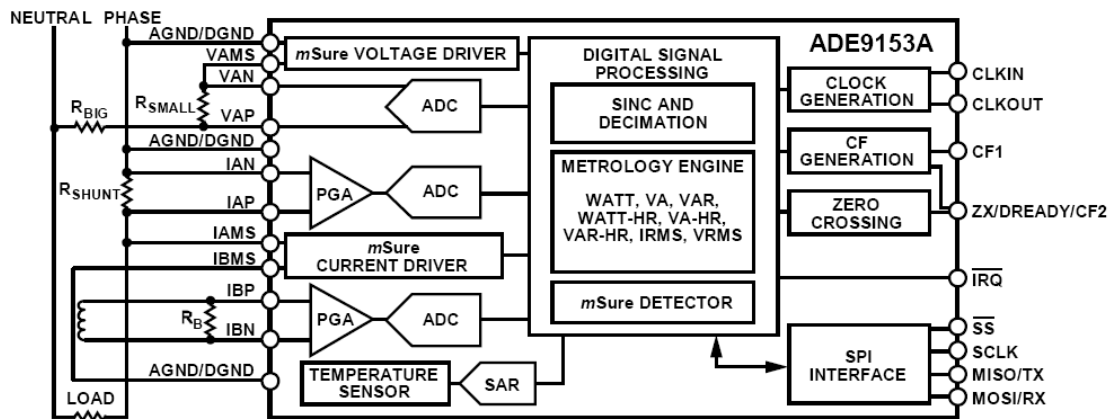 NEUTRAL PHASE
AGND/DGND
VAMS
VAN
RSMALL
RBIG
VAP
AGND/DGND
IAN
RSHUNT
IAP
IAMS
IBMS
IBP
RB
IBN
AGND/DGND
LOAD
mSure VOLTAGE DRIVER
ADC
PGA
ADC
mSure
CURRENT DRIVER
PGA
ADC
TEMPERATURE
SENSOR
SAR
DIGITAL SIGNAL
PROCESSING
SINC AND
DECIMATION
METROLOGY ENGINE
WATT, VA, VAR,
WATT-HR, VA-HR,
VAR-HR, IRMS, VRMS
mSure DETECTOR
ADE9153A
CLOCK
GENERATION
CF
GENERATION
ZERO
CROSSING
SPI
INTERFACE
CLKIN
CLKOUT
CF1
ZX/DREADY/CF2
IRQ
SS
SCLK
MISO/TX
MOSI/RX